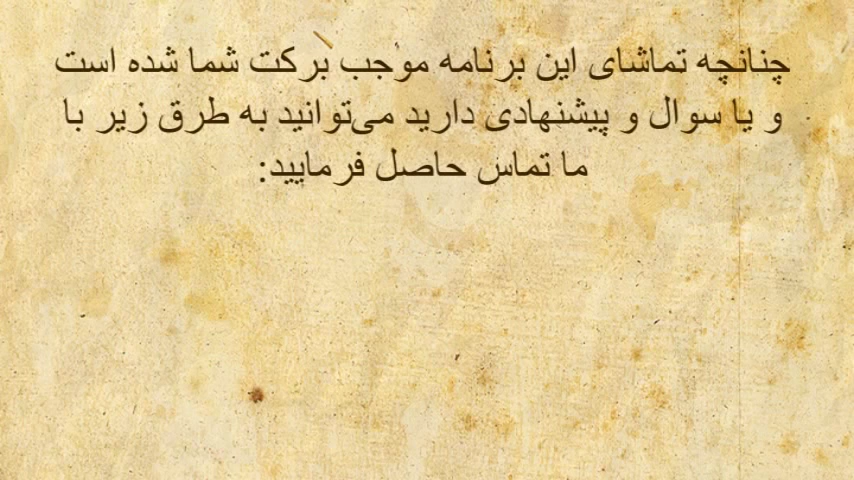 چنانچه تماشای این برنامه موجب برکت شما شده است
و یا سوال و پیشنهادی دارید می‌توانید به طرق زیر با
ما تماس حاصل فرمایید: